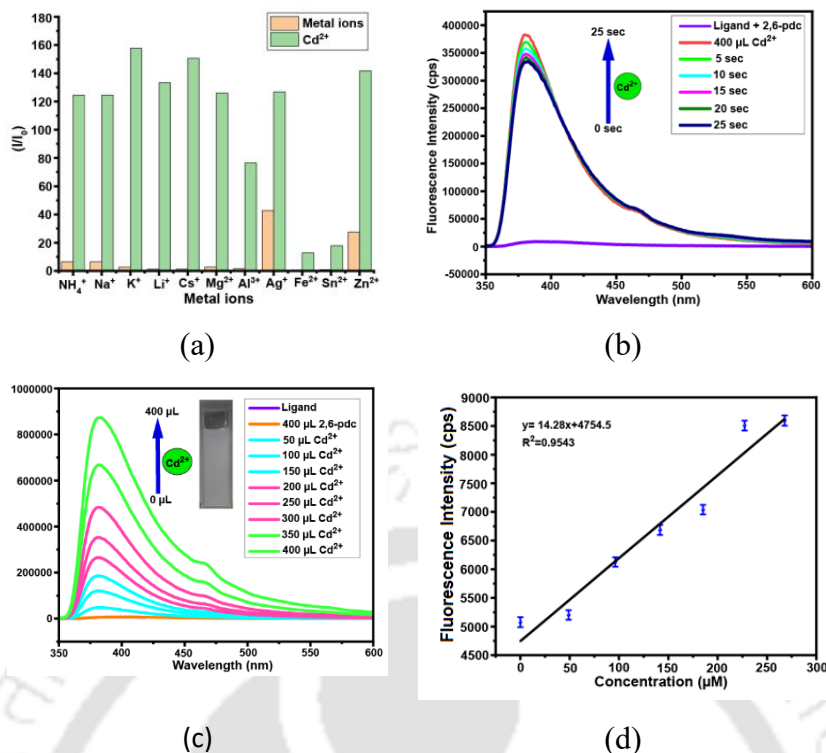 180
160
140
120
100
80
60
40
20
0
(I/I₀)
Metal ions
Cd²⁺
NH₄⁺ Na⁺ K⁺ Li⁺ Cs⁺ Mg²⁺ Al³⁺ Ag⁺ Fe²⁺ Sn²⁺ Zn²⁺
Metal ions
(a)
400000
350000
300000
250000
200000
150000
100000
50000
0
-50000
Fluorescence Intensity (cps)
25 sec
Cd²⁺
0 sec
Ligand + 2,6-pdc
400 µL Cd²⁺
5 sec
10 sec
15 sec
20 sec
25 sec
350 400 450 500 550 600
Wavelength (nm)
(b)
1000000
800000
600000
400000
200000
0
Fluorescence Intensity (cps)
400 µL
Cd²⁺
0 µL
Ligand
400 µL 2,6-pdc
50 µL Cd²⁺
100 µL Cd²⁺
150 µL Cd²⁺
200 µL Cd²⁺
250 µL Cd²⁺
300 µL Cd²⁺
350 µL Cd²⁺
400 µL Cd²⁺
350 400 450 500 550 600
Wavelength (nm)
(c)
9000
8500
8000
7500
7000
6500
6000
5500
5000
4500
Fluorescence Intensity (cps)
y= 14.28x+4754.5
R²=0.9543
0 50 100 150 200 250 300
Concentration (µM)
(d)